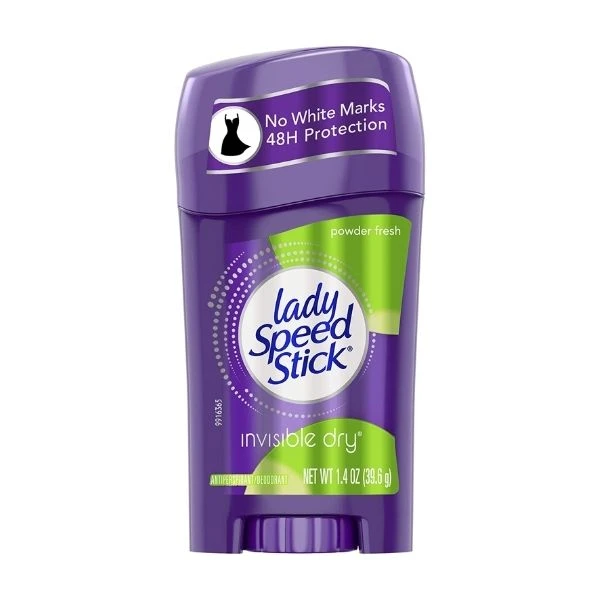 No White Marks
48H Protection
powder fresh
lady
Speed
Stick®
invisible dry®
9916365
ANTIPERSPIRANT/DEODORANT
NET WT 1.4 OZ (39.6 g)